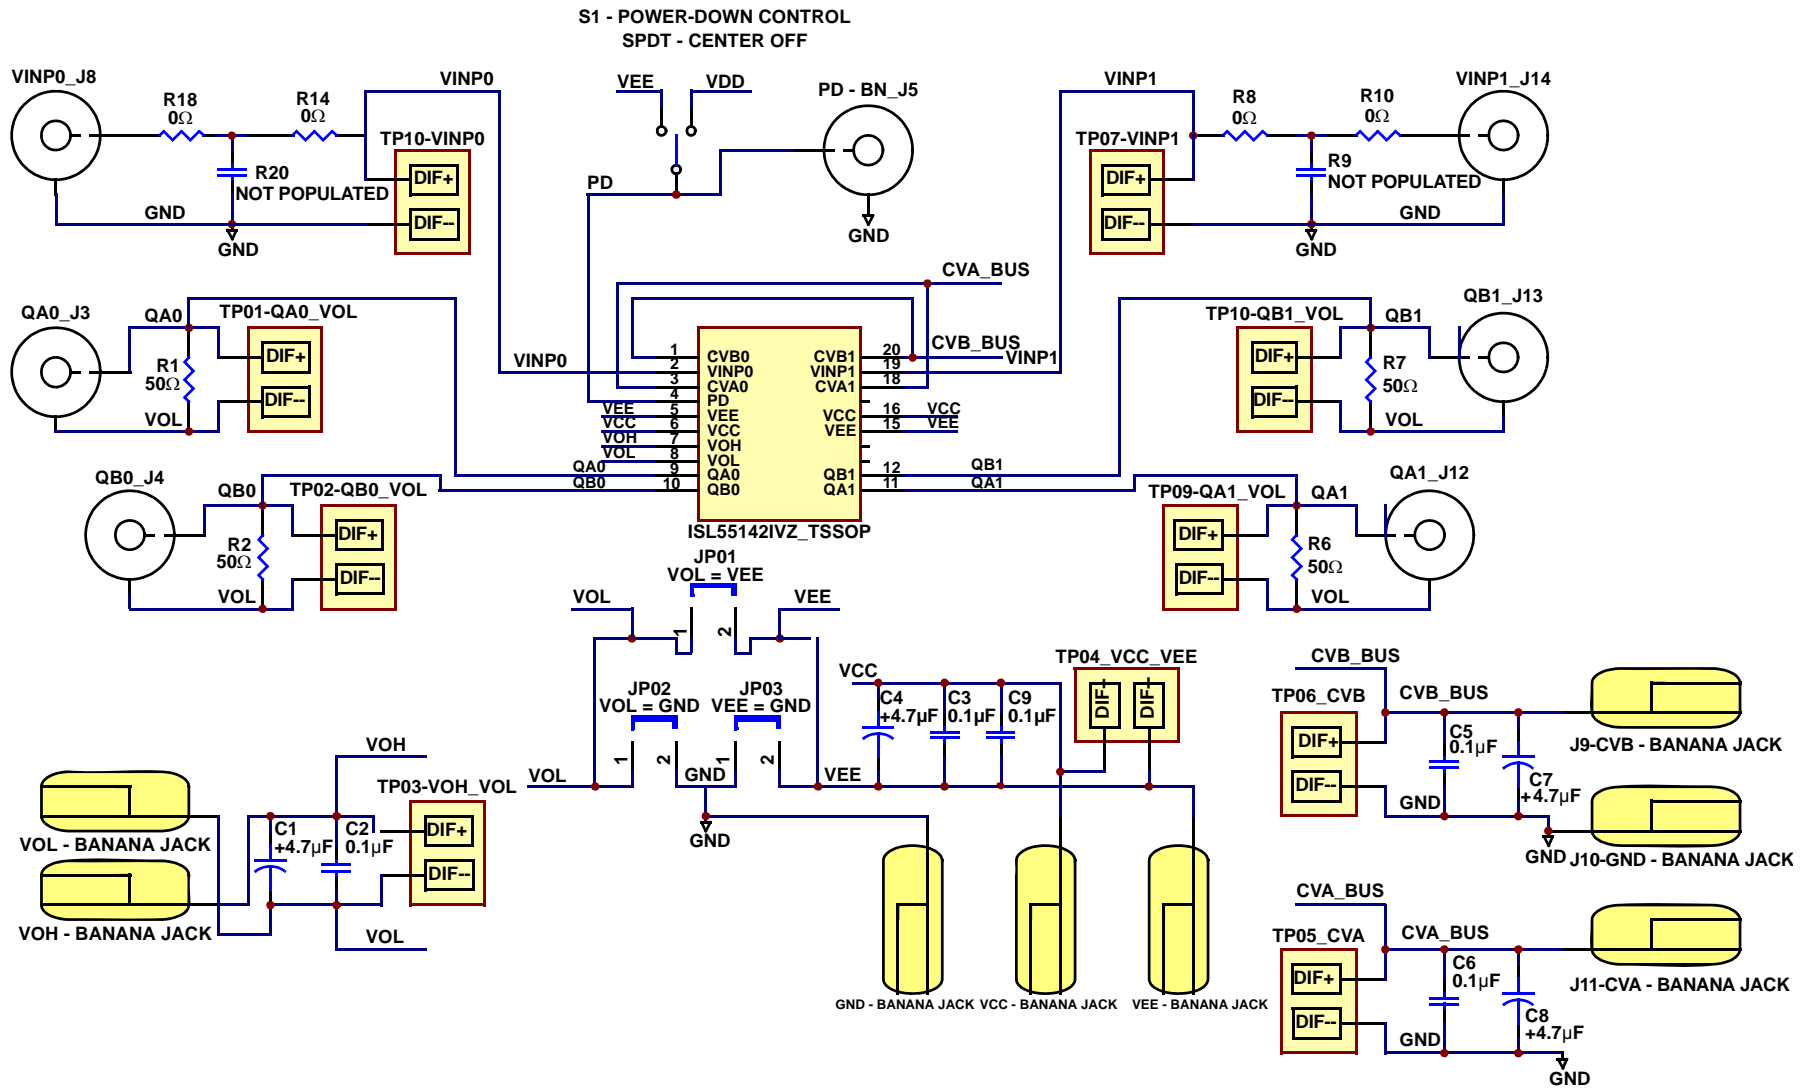 S1 - POWER-DOWN CONTROL
SPDT - CENTER OFF
VINP0_J8
R18
0Ω
R14
0Ω
VINP0
TP10-VINP0
DIF+
DIF--
R20
NOT POPULATED
GND
GND
VEE
VDD
PD - BN_J5
PD
GND
VINP1
TP07-VINP1
DIF+
DIF--
R8
0Ω
R10
0Ω
VINP1_J14
R9
NOT POPULATED
GND
GND
QA0_J3
QA0
TP01-QA0_VOL
DIF+
DIF--
R1
50Ω
VOL
QB0_J4
QB0
TP02-QB0_VOL
DIF+
DIF--
R2
50Ω
VOL
CVA_BUS
CVB_BUS
VINP0
VINP1
1 CVB0
2 VINP0
3 CVA0
4 PD
VEE 5 VEE
VCC 6 VCC
VOH 7 VOH
VOL 8 VOL
QA0 9 QA0
QB0 10 QB0
CVB1 20
VINP1 19
CVA1 18
VCC 16 VCC
VEE 15 VEE
QB1 12 QB1
QA1 11 QA1
ISL55142IVZ_TSSOP
TP10-QB1_VOL
DIF+
DIF--
QB1
QB1_J13
R7
50Ω
VOL
TP09-QA1_VOL
DIF+
DIF--
QA1
QA1_J12
R6
50Ω
VOL
JP01
VOL = VEE
VOL
VEE
1
2
JP02
VOL = GND
JP03
VEE = GND
1
2
1
2
VOL
GND
VEE
GND
VCC
C4
+4.7µF
C3
0.1µF
C9
0.1µF
TP04_VCC_VEE
DIF+
DIF+
GND - BANANA JACK
VCC - BANANA JACK
VEE - BANANA JACK
VOH
VOL - BANANA JACK
VOH - BANANA JACK
C1
+4.7µF
C2
0.1µF
TP03-VOH_VOL
DIF+
DIF--
VOL
CVB_BUS
TP06_CVB
DIF+
DIF--
CVB_BUS
C5
0.1µF
C7
+4.7µF
GND
GND
J9-CVB - BANANA JACK
J10-GND - BANANA JACK
CVA_BUS
TP05_CVA
DIF+
DIF--
CVA_BUS
C6
0.1µF
C8
+4.7µF
GND
GND
J11-CVA - BANANA JACK